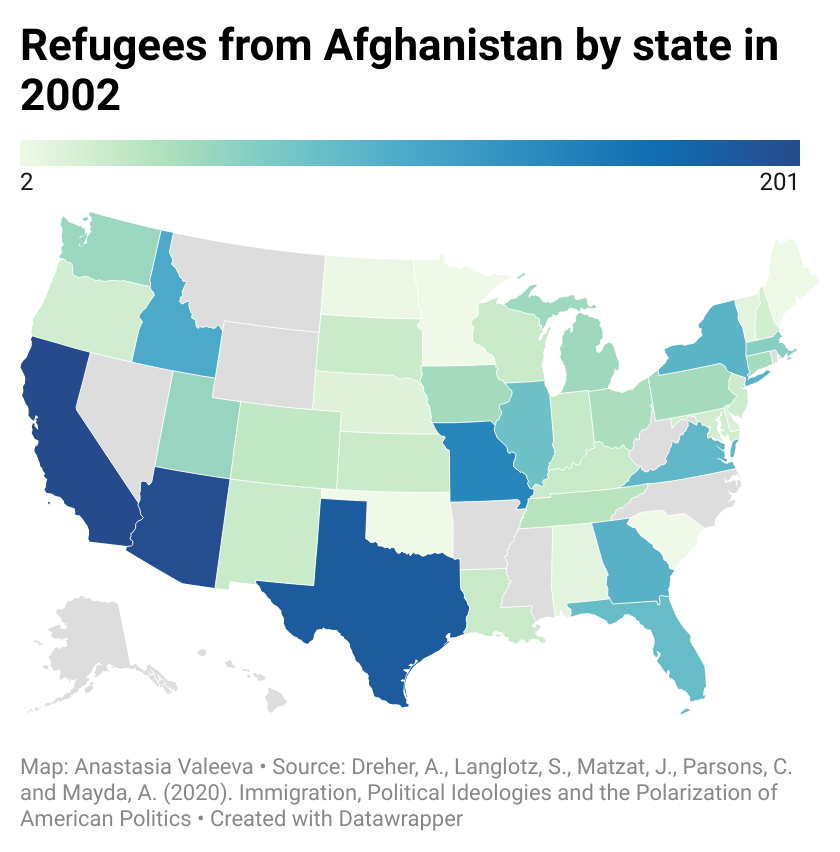 Refugees from Afghanistan by state in
2002
2
201
Map: Anastasia Valeeva • Source: Dreher, A., Langlotz, S., Matzat, J., Parsons, C.
and Mayda, A. (2020). Immigration, Political Ideologies and the Polarization of
American Politics • Created with Datawrapper